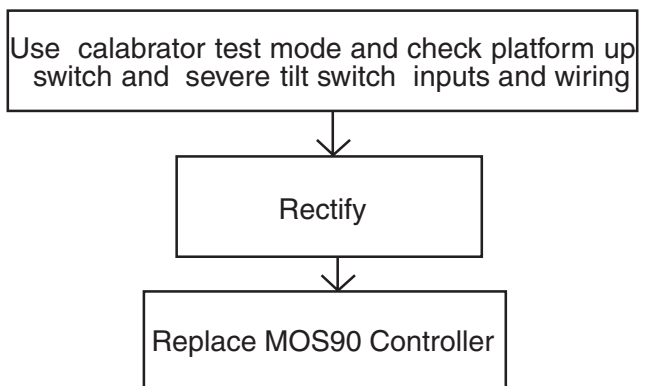 Use calabrator test mode and check platform up
switch and severe tilt switch inputs and wiring
Rectify
Replace MOS90 Controller